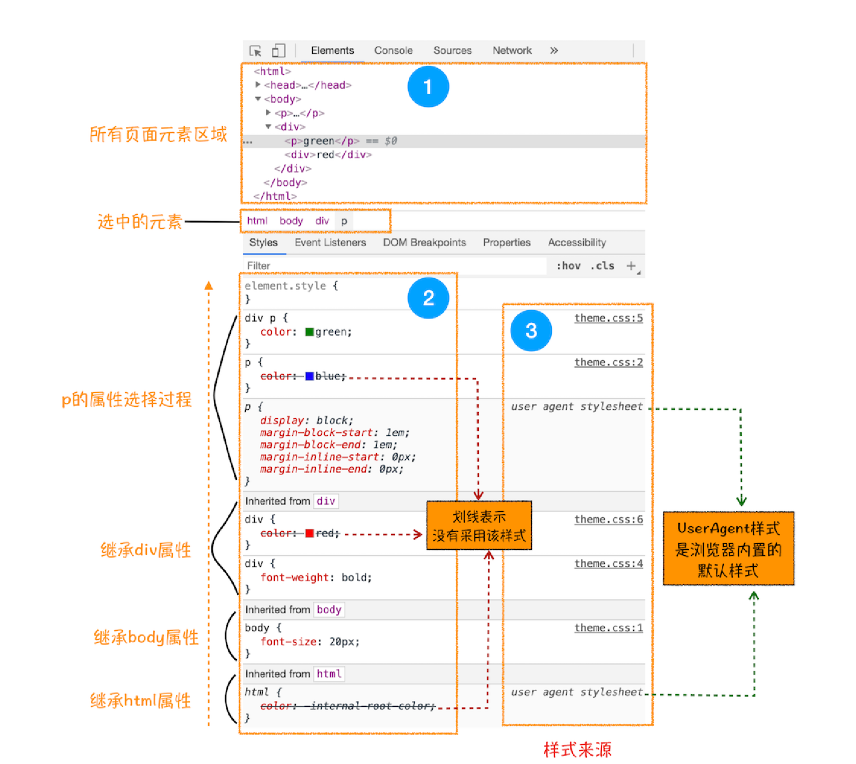 Elements Console Sources Network »
<html>
1
▶<head>…</head>
▼<body>
▶<p>…</p>
▼<div>
所有页面元素区域
… <p>green</p> == $0
<div>red</div>
</div>
</body>
</html>
选中的元素
html body div p
Styles Event Listeners DOM Breakpoints Properties Accessibility
Filter :hov .cls +
element.style {
2
}
div p { theme.css:5
color: green;
3
}
p { theme.css:2
color: blue;
}
p的属性选择过程
p { user agent stylesheet
display: block;
margin-block-start: 1em;
margin-block-end: 1em;
margin-inline-start: 0px;
margin-inline-end: 0px;
}
Inherited from div
div { theme.css:6
color: red;
}
划线表示
没有采用该样式
UserAgent样式
是浏览器内置的
默认样式
继承div属性
div { theme.css:4
font-weight: bold;
}
Inherited from body
继承body属性
body { theme.css:1
font-size: 20px;
}
Inherited from html
继承html属性
html { user agent stylesheet
color: -internal-root-color;
}
样式来源